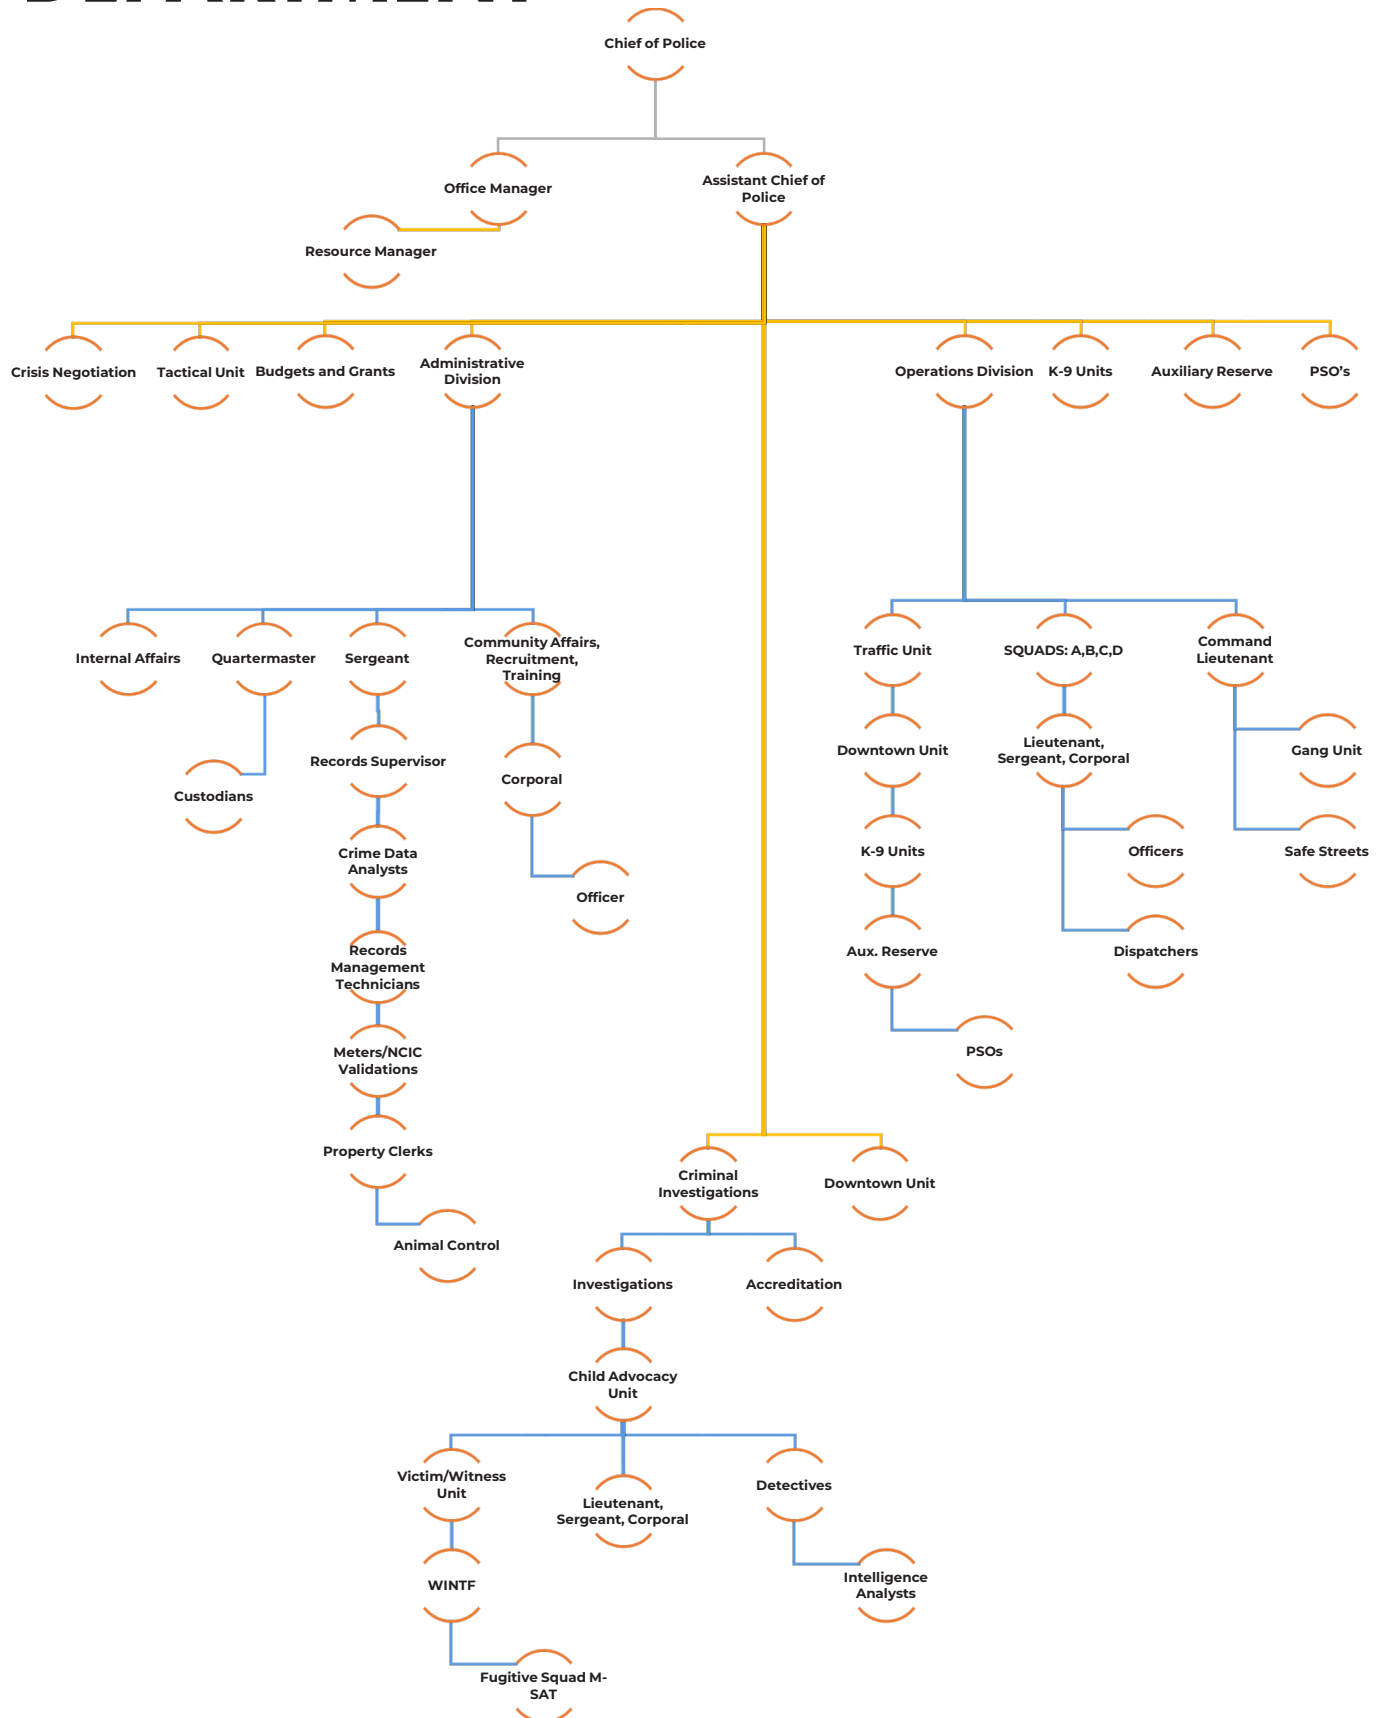 Chief of Police
Office Manager
Assistant Chief of
Police
Resource Manager
Crisis Negotiation
Tactical Unit
Budgets and Grants
Administrative
Division
Operations Division
K-9 Units
Auxiliary Reserve
PSO's
Internal Affairs
Quartermaster
Sergeant
Community Affairs,
Recruitment,
Training
Traffic Unit
SQUADS: A,B,C,D
Command
Lieutenant
Custodians
Records Supervisor
Corporal
Downtown Unit
Lieutenant,
Sergeant, Corporal
Gang Unit
Crime Data
Analysts
Officer
K-9 Units
Officers
Safe Streets
Records
Management
Technicians
Aux. Reserve
Dispatchers
Meters/NCIC
Validations
PSOs
Property Clerks
Criminal
Investigations
Downtown Unit
Animal Control
Investigations
Accreditation
Child Advocacy
Unit
Victim/Witness
Unit
Lieutenant,
Sergeant, Corporal
Detectives
WINTF
Intelligence
Analysts
Fugitive Squad M-
SAT